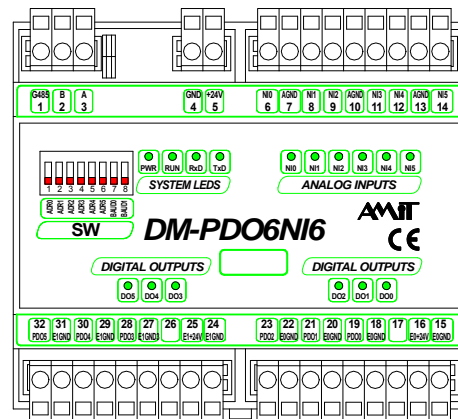 G485 B A GND +24V NI0 AGND NI1 NI2 AGND NI3 NI4 AGND NI5
1 2 3 4 5 6 7 8 9 10 11 12 13 14
PWR RUN RxD TxD NI0 NI1 NI2 NI3 NI4 NI5
SYSTEM LEDS ANALOG INPUTS
1 2 3 4 5 6 7 8
ADR0 ADR1 ADR2 ADR3 ADR4 ADR5 BAUD0 BAUD1
SW DM-PDO6NI6 AMiT
CE
DIGITAL OUTPUTS DIGITAL OUTPUTS
DO5 DO4 DO3 DO2 DO1 DO0
32 31 30 29 28 27 26 25 24 23 22 21 20 19 18 17 16 15
PDO5 E1GND PDO4 E1GND PDO3 E1GND E1+24V E1GND PDO2 E0GND PDO1 E0GND PDO0 E0GND E0+24V E0GND